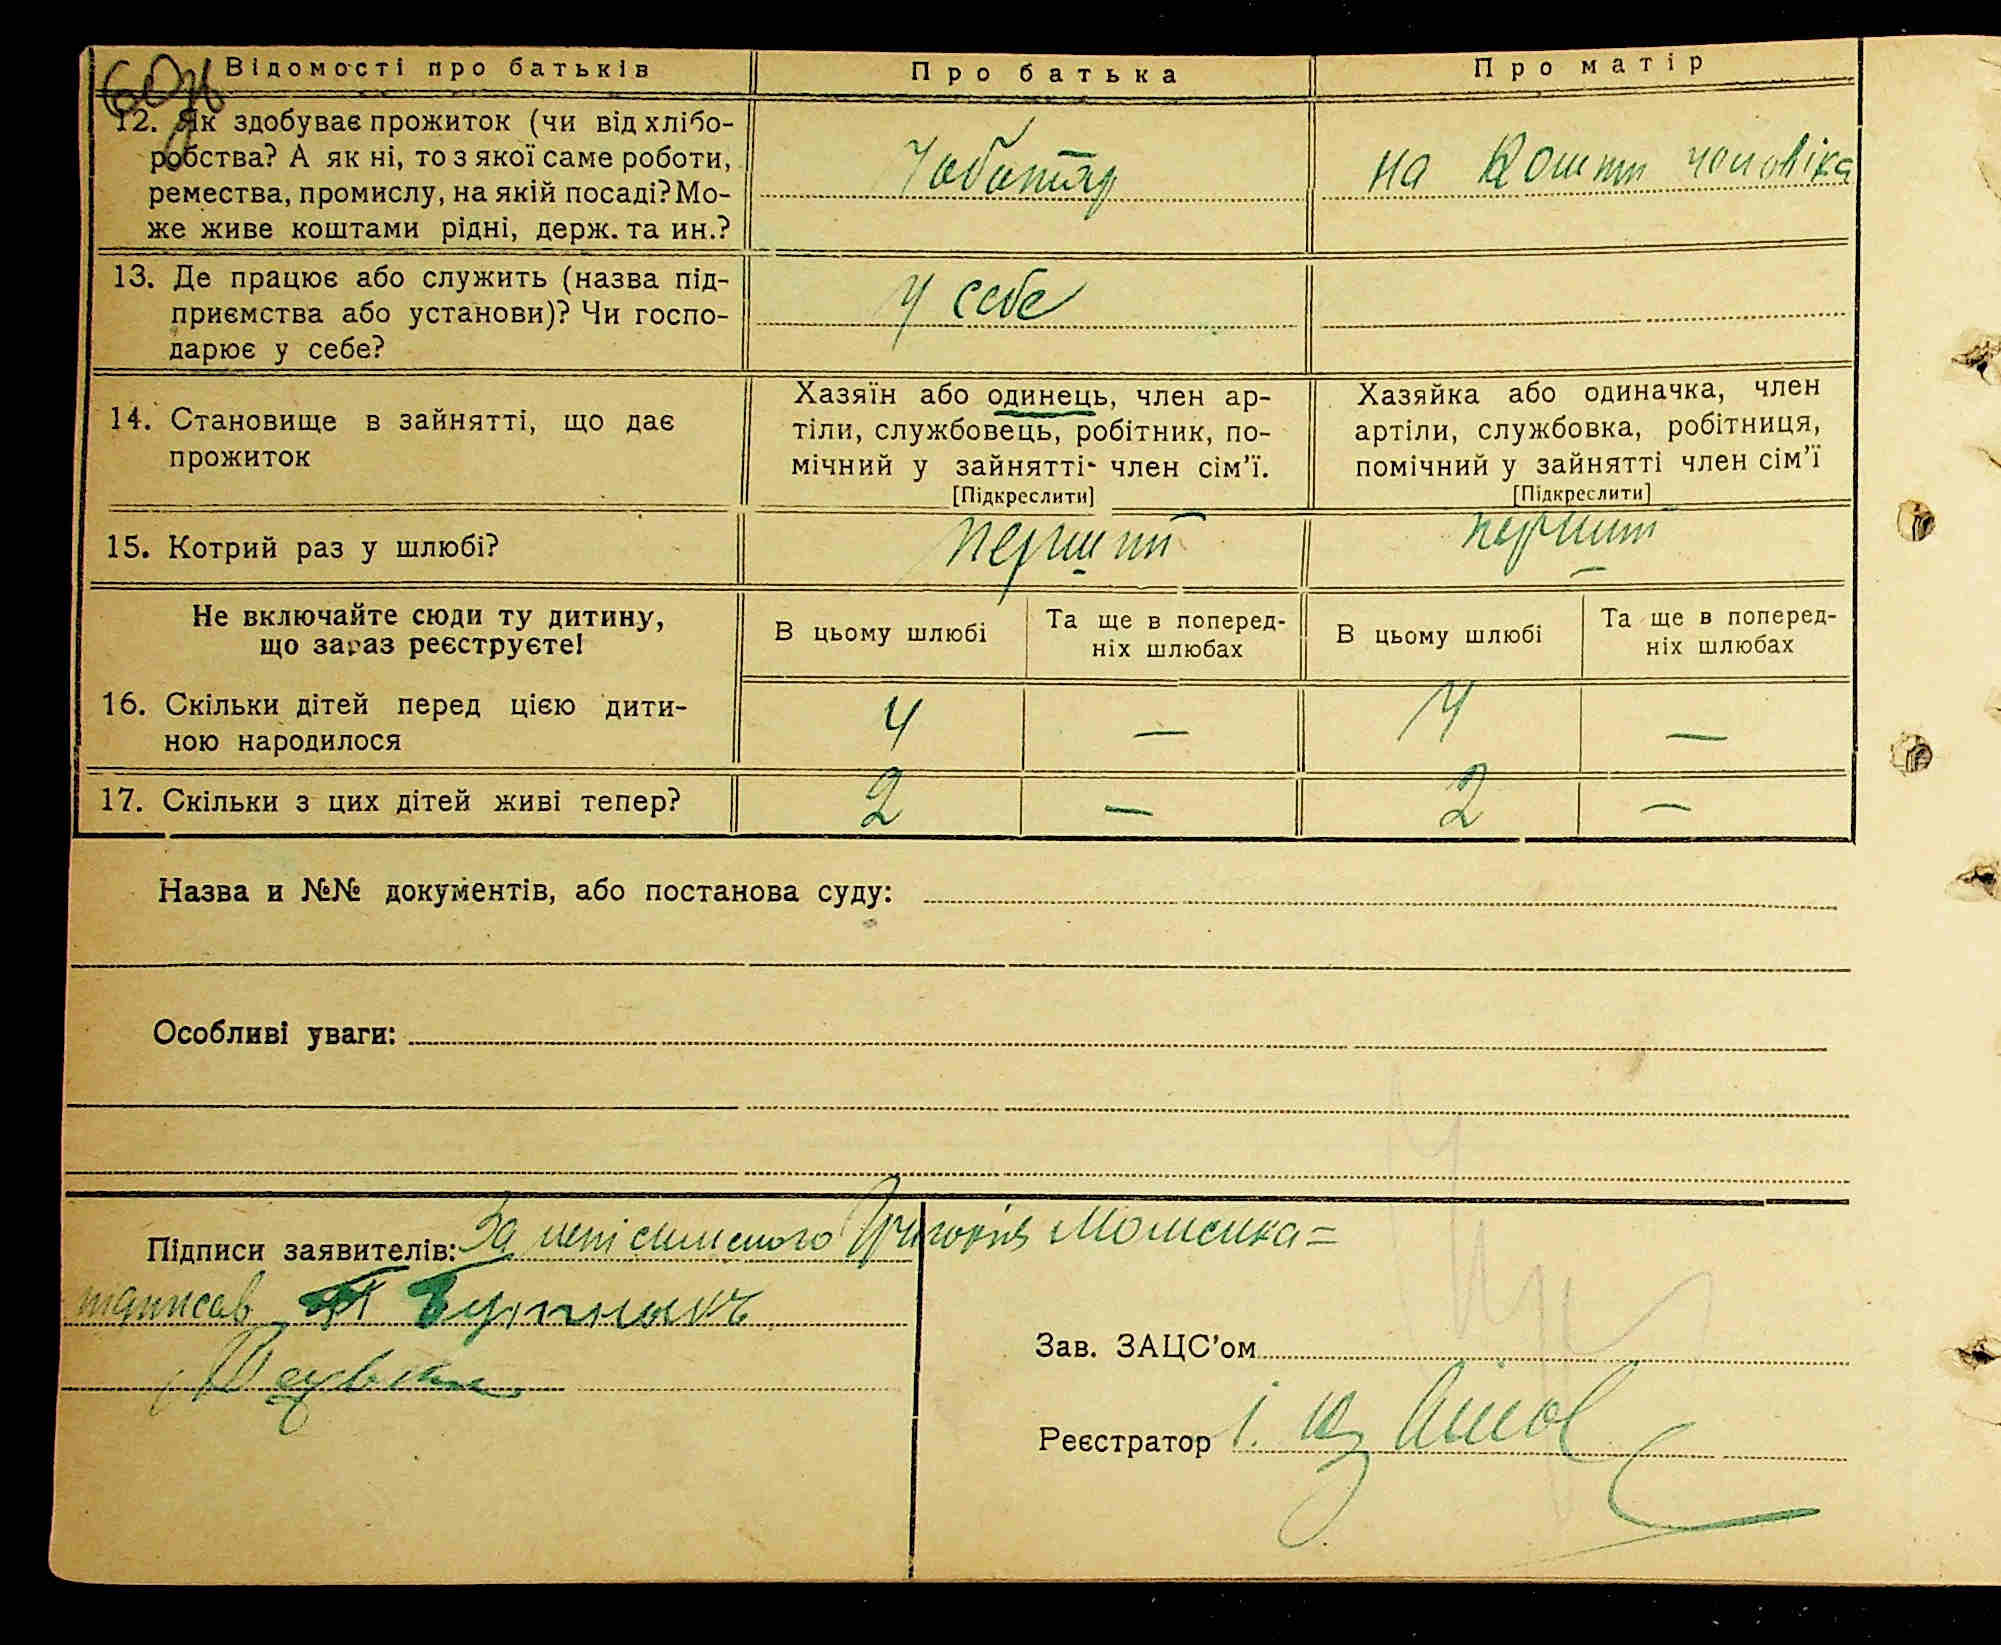 60
Відомості про батьків
Про батька
Про матір
12. Як здобуває прожиток (чи від хлібо-
робства? А як ні, то з якої саме роботи,
ремества, промислу, на якій посаді? Мо-
же живе коштами рідні, держ. та ин.?
Чоботар
на кошти чоловіка
13. Де працює або служить (назва під-
приємства або установи)? Чи госпо-
дарює у себе?
у себе
14. Становище в зайнятті, що дає
прожиток
Хазяїн або одинець, член ар-
тіли, службовець, робітник, по-
мічний у зайнятті член сім'ї.
[Підкреслити]
Хазяйка або одиначка, член
артіли, службовка, робітниця,
помічний у зайнятті член сім'ї
[Підкреслити]
15. Котрий раз у шлюбі?
перший
перший
Не включайте сюди ту дитину,
що зараз реєструєте!
В цьому шлюбі
Та ще в поперед-
ніх шлюбах
В цьому шлюбі
Та ще в поперед-
ніх шлюбах
16. Скільки дітей перед цією дити-
ною народилося
4 — 4 —
17. Скільки з цих дітей живі тепер?
2 — 2 —
Назва и №№ документів, або постанова суду:
Особливі уваги:
Підписи заявителів: За Григорія
підписав
Зав. ЗАЦС'ом
Реєстратор І.